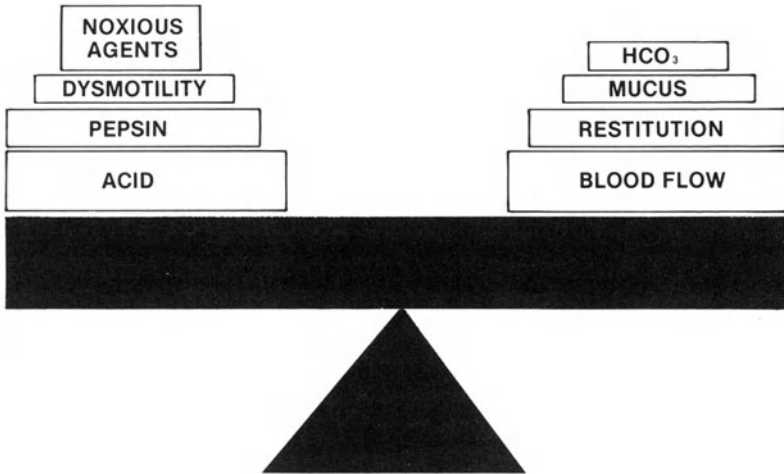 NOXIOUS
AGENTS
DYSMOTILITY
PEPSIN
ACID
HCO₃
MUCUS
RESTITUTION
BLOOD FLOW